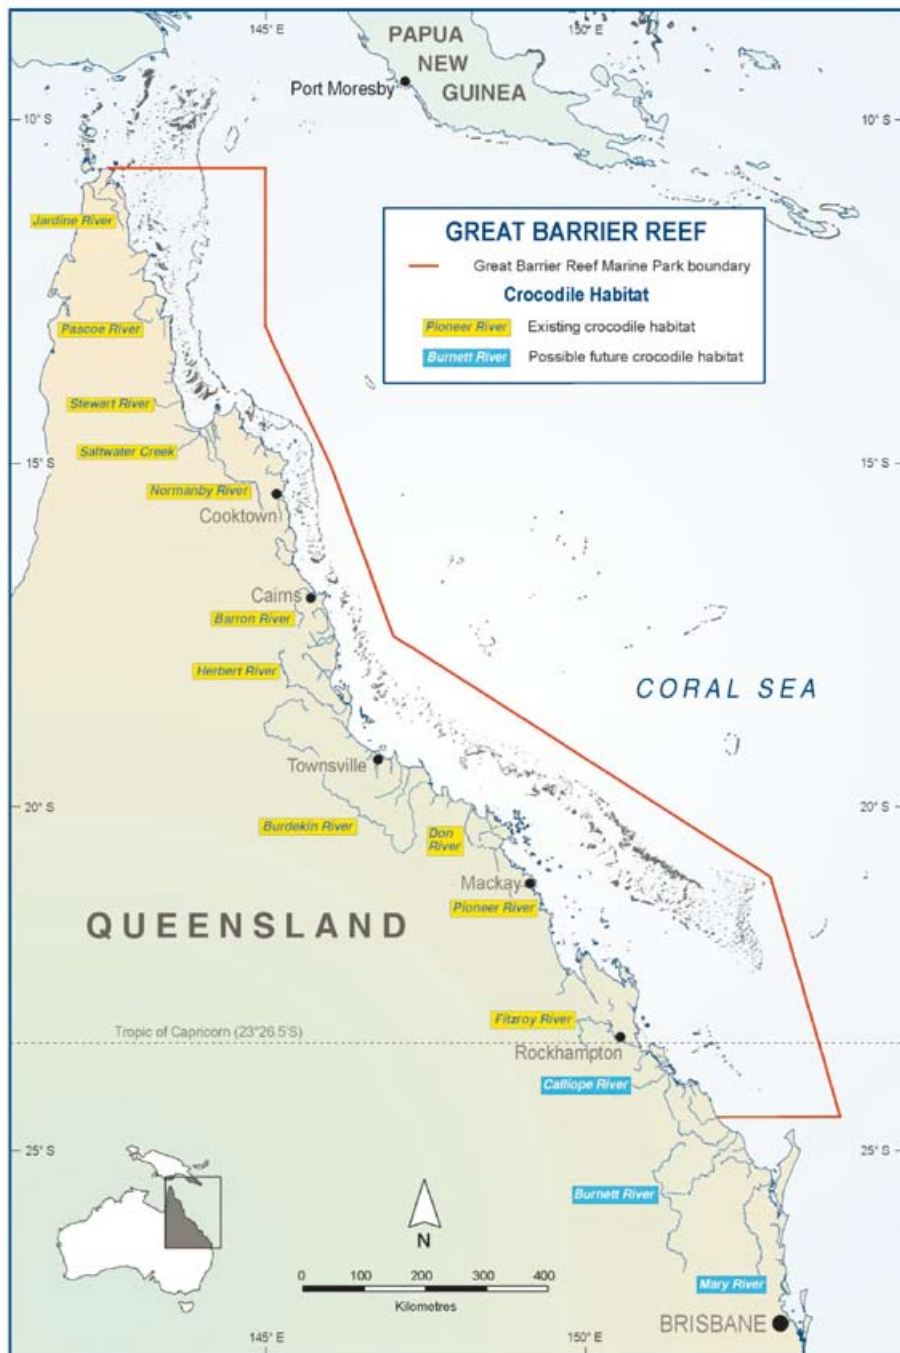 145° E
150° E
PAPUA
NEW
GUINEA
Port Moresby
10° S
10° S
Jardine River
GREAT BARRIER REEF
Great Barrier Reef Marine Park boundary
Crocodile Habitat
Pioneer River Existing crocodile habitat
Burnett River Possible future crocodile habitat
Pascoe River
Stewart River
Saltwater Creek
15° S
15° S
Normanby River
Cooktown
Cairns
Barron River
Herbert River
CORAL SEA
Townsville
20° S
20° S
Burdekin River
Don
River
Mackay
Pioneer River
QUEENSLAND
Fitzroy River
Tropic of Capricorn (23°26.5'S)
Rockhampton
Calliope River
25° S
25° S
Burnett River
N
0 100 200 300 400
Kilometres
Mary River
BRISBANE
145° E
150° E